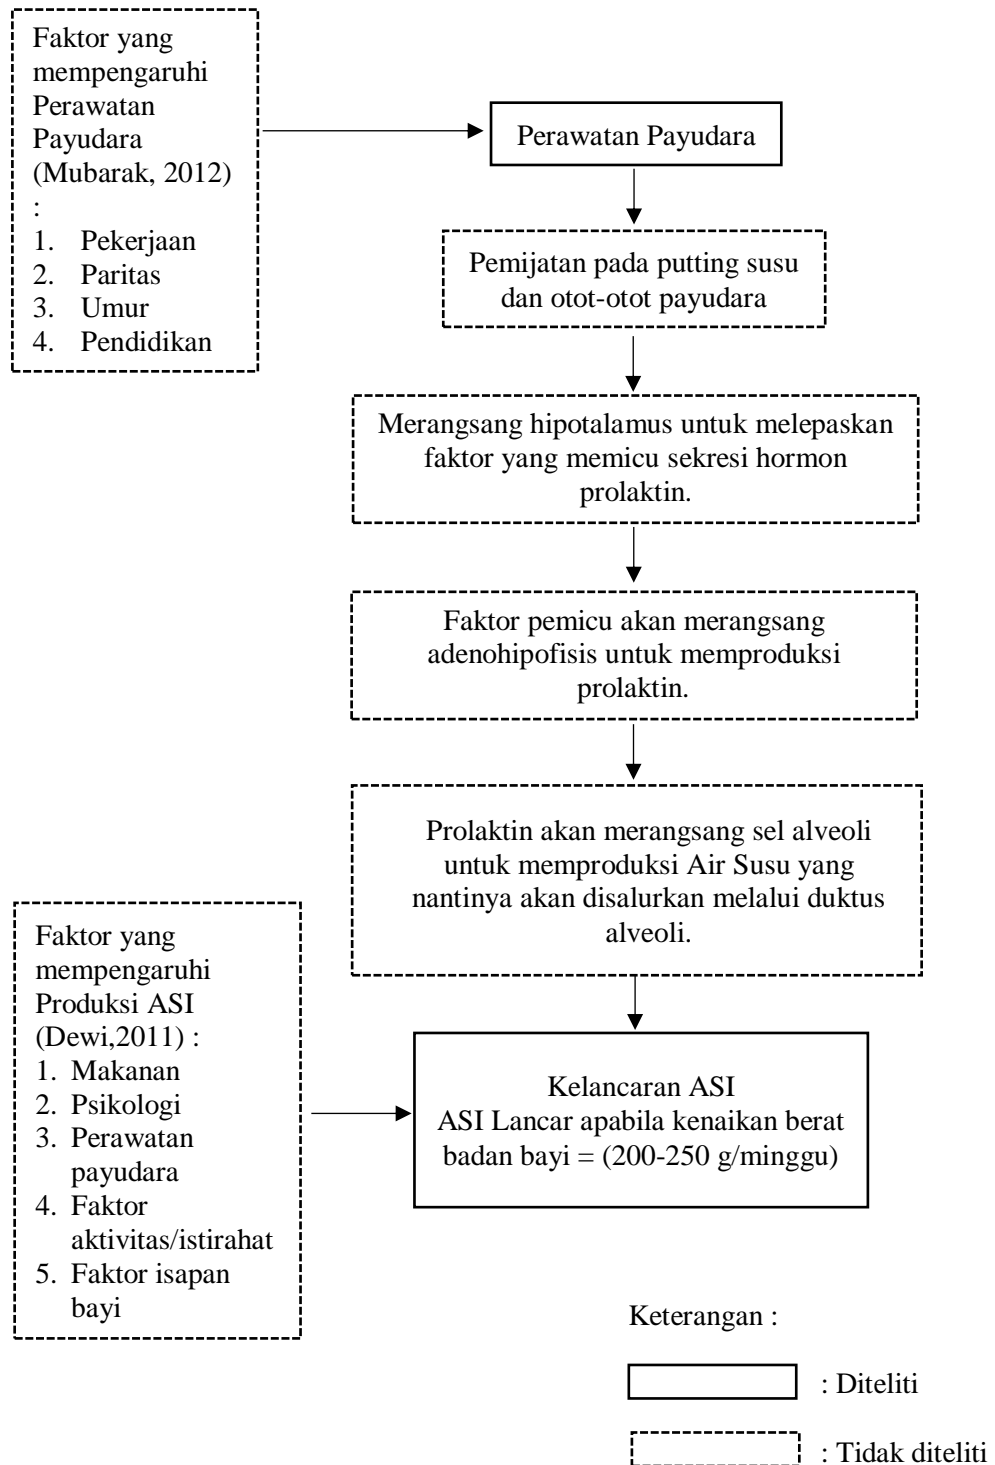 Faktor yang
mempengaruhi
Perawatan
Payudara
(Mubarak, 2012)
:
1. Pekerjaan
2. Paritas
3. Umur
4. Pendidikan
Perawatan Payudara
Pemijatan pada putting susu
dan otot-otot payudara
Merangsang hipotalamus untuk melepaskan
faktor yang memicu sekresi hormon
prolaktin.
Faktor pemicu akan merangsang
adenohipofisis untuk memproduksi
prolaktin.
Prolaktin akan merangsang sel alveoli
untuk memproduksi Air Susu yang
nantinya akan disalurkan melalui duktus
alveoli.
Faktor yang
mempengaruhi
Produksi ASI
(Dewi,2011) :
1. Makanan
2. Psikologi
3. Perawatan
payudara
4. Faktor
aktivitas/istirahat
5. Faktor isapan
bayi
Kelancaran ASI
ASI Lancar apabila kenaikan berat
badan bayi = (200-250 g/minggu)
Keterangan :
: Diteliti
: Tidak diteliti